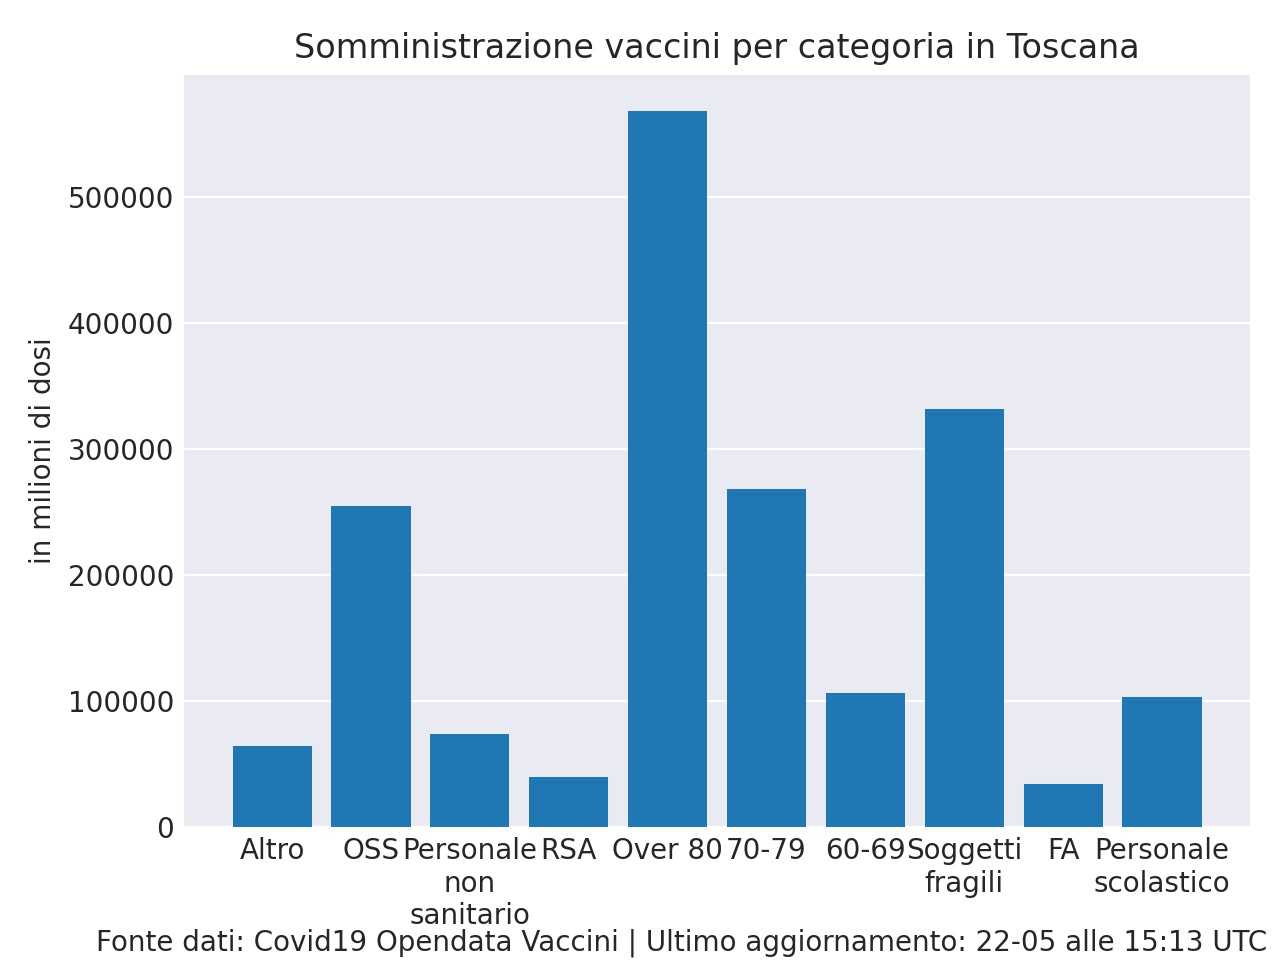 Somministrazione vaccini per categoria in Toscana
in milioni di dosi
500000
400000
300000
200000
100000
0
Altro
OSS
Personale
non
sanitario
RSA
Over 80
70-79
60-69
Soggetti
fragili
FA
Personale
scolastico
Fonte dati: Covid19 Opendata Vaccini | Ultimo aggiornamento: 22-05 alle 15:13 UTC